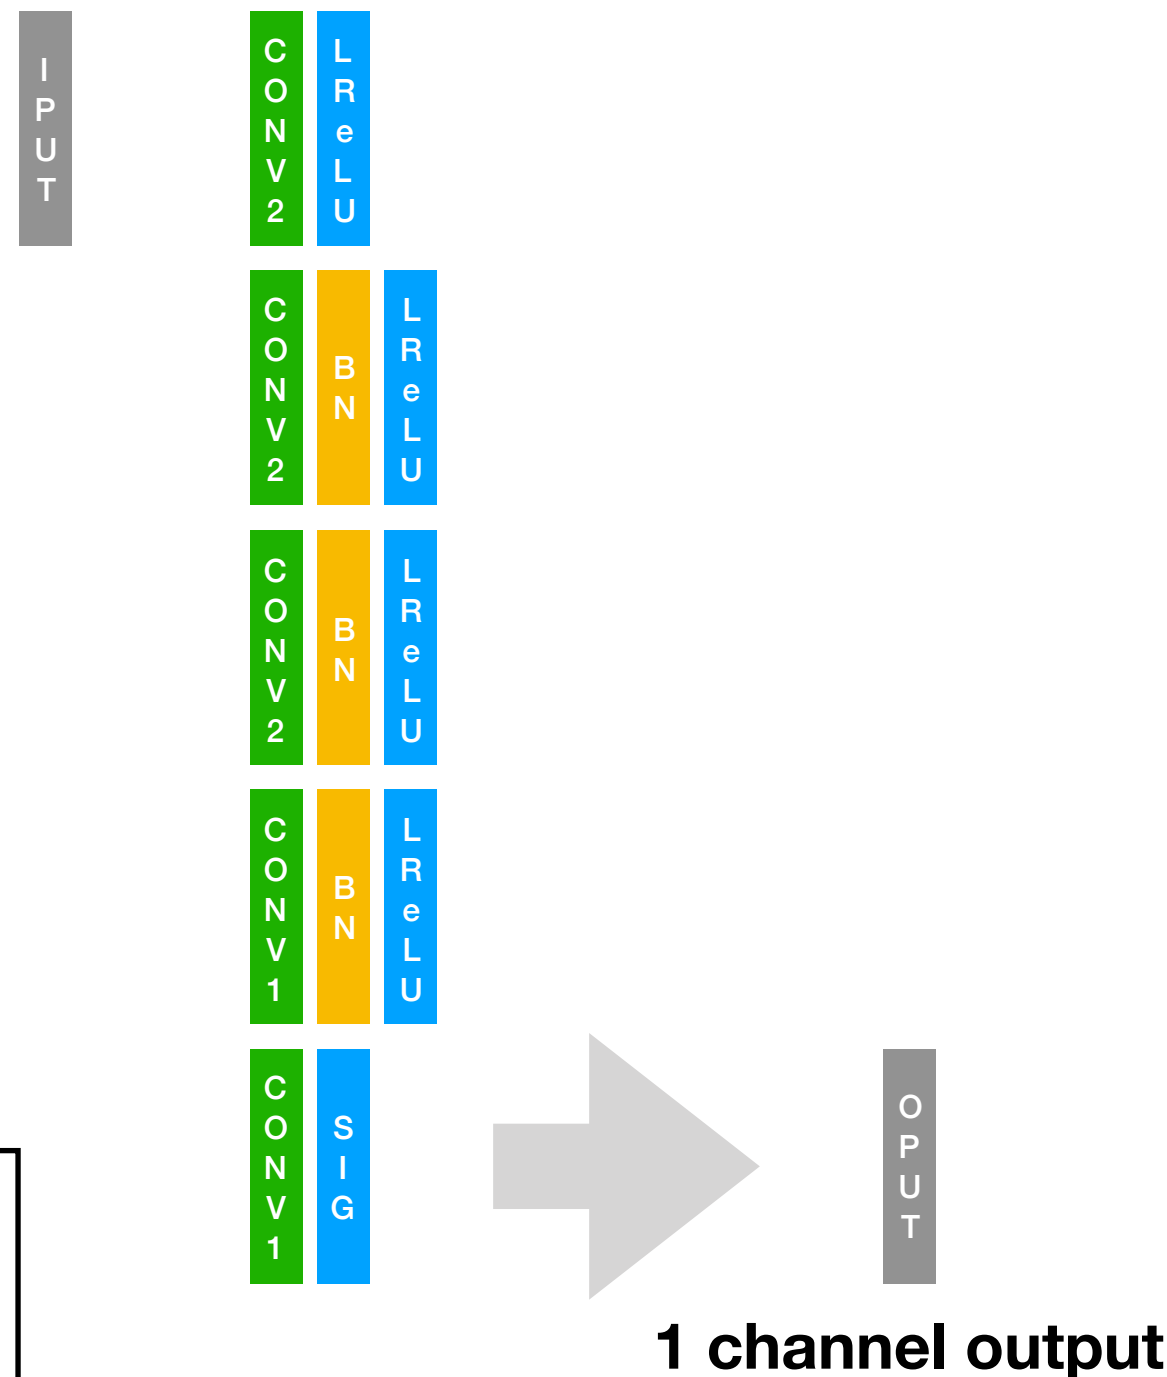 IPUT
CONV2
LReLU
CONV2
BN
LReLU
CONV2
BN
LReLU
CONV1
BN
LReLU
CONV1
SIG
OPUT
1 channel output